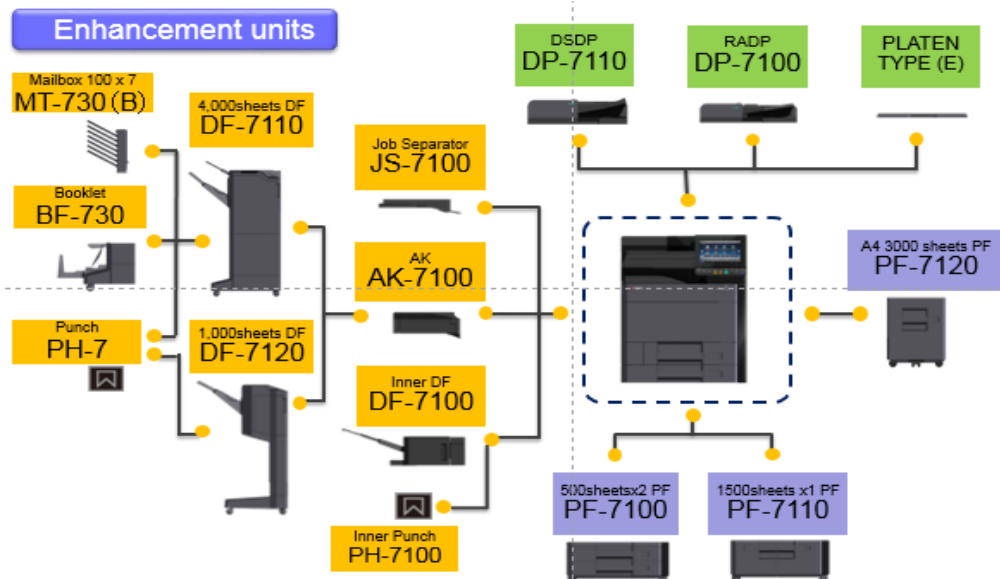 Enhancement units
DSDP
DP-7110
RADP
DP-7100
PLATEN
TYPE (E)
Mailbox 100 x 7
MT-730 (B)
4,000sheets DF
DF-7110
Job Separator
JS-7100
Booklet
BF-730
AK
AK-7100
A4 3000 sheets PF
PF-7120
Punch
PH-7
1,000sheets DF
DF-7120
Inner DF
DF-7100
500sheetsx2 PF
PF-7100
1500sheets x1 PF
PF-7110
Inner Punch
PH-7100